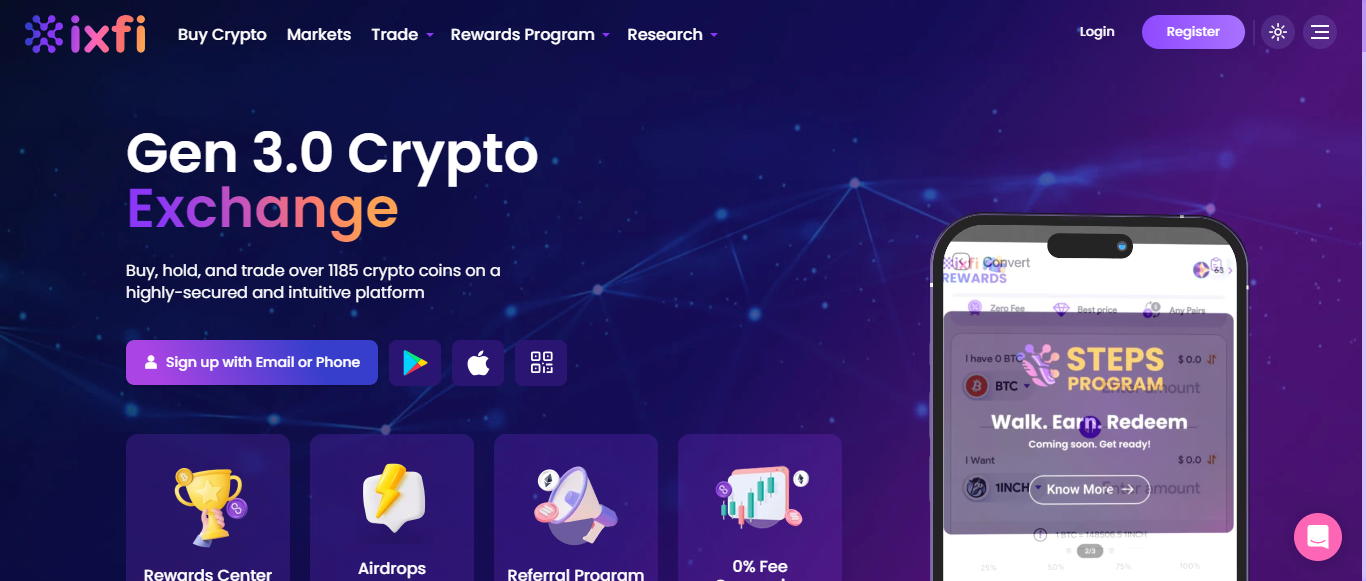 ixfi
Buy Crypto
Markets
Trade
Rewards Program
Research
Login
Register
Gen 3.0 Crypto
Exchange
Buy, hold, and trade over 1185 crypto coins on a
highly-secured and intuitive platform
Sign up with Email or Phone
Rewards Center
Airdrops
Referral Program
0% Fee
ixfi
Convert
REWARDS
63
Zero Fee
Best price
Any Pairs
I have 0 BTC
$ 0.0
STEPS
PROGRAM
BTC
Enter amount
Walk. Earn. Redeem
Coming soon. Get ready!
I Want
$ 0.0
1INCH
Enter amount
Know More
1 BTC = 148506.5 1INCH
2/3
25%
50%
75%
100%